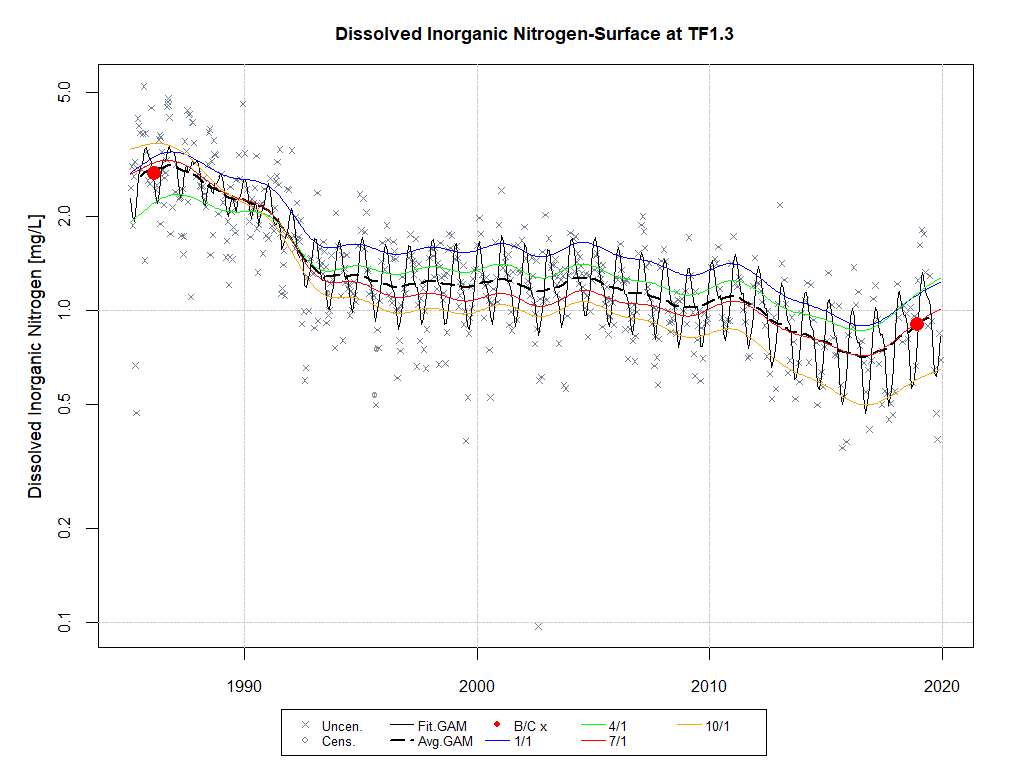 Dissolved Inorganic Nitrogen-Surface at TF1.3
Dissolved Inorganic Nitrogen [mg/L]
5.0
2.0
1.0
0.5
0.2
0.1
1990 2000 2010 2020
Uncen. Fit.GAM B/C x 4/1 10/1
Cens. Avg.GAM 1/1 7/1